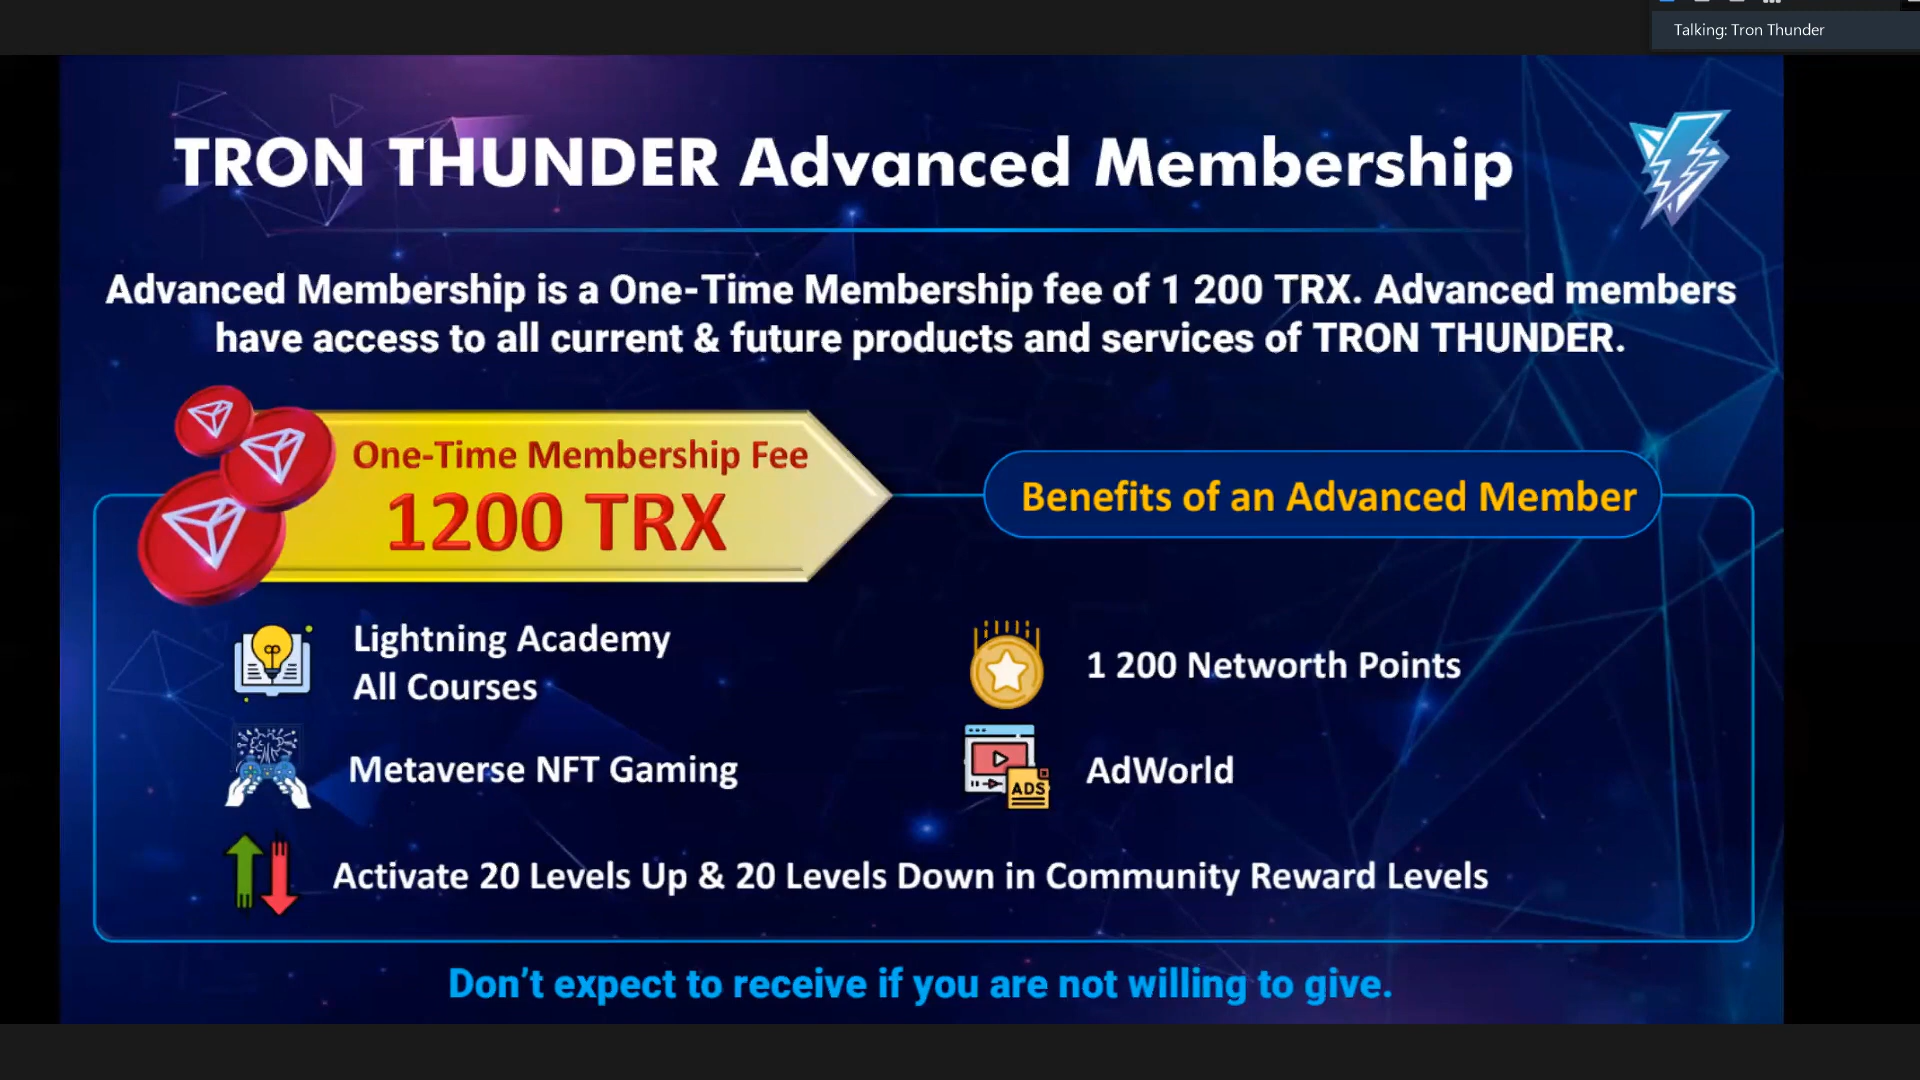 Talking: Tron Thunder
TRON THUNDER Advanced Membership
Advanced Membership is a One-Time Membership fee of 1 200 TRX. Advanced members
have access to all current & future products and services of TRON THUNDER.
One-Time Membership Fee
1200 TRX
Benefits of an Advanced Member
Lightning Academy
All Courses
1 200 Networth Points
Metaverse NFT Gaming
ADS
AdWorld
Activate 20 Levels Up & 20 Levels Down in Community Reward Levels
Don't expect to receive if you are not willing to give.